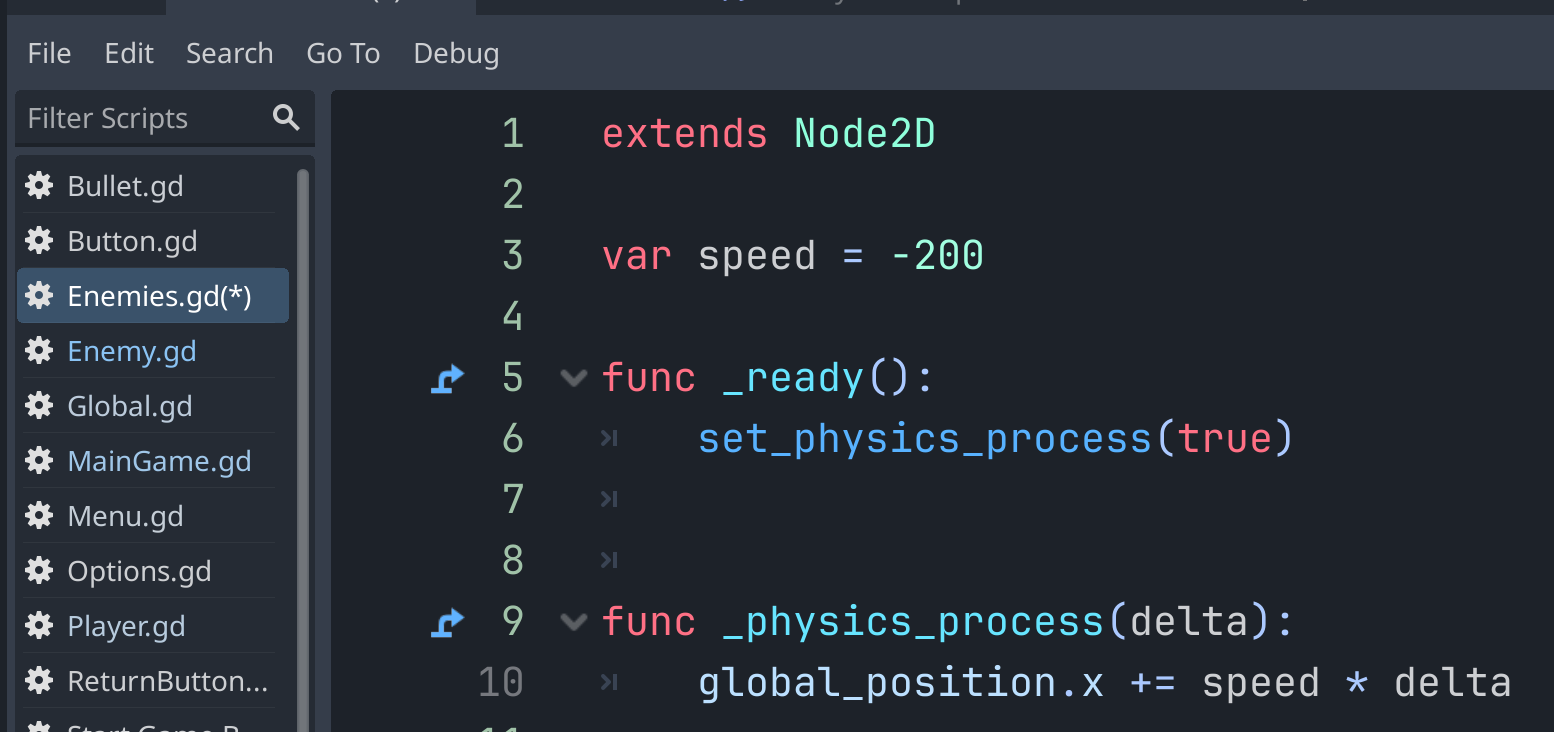 File Edit Search Go To Debug
Filter Scripts
Bullet.gd
Button.gd
Enemies.gd(*)
Enemy.gd
Global.gd
MainGame.gd
Menu.gd
Options.gd
Player.gd
ReturnButton...
1 extends Node2D
2
3 var speed = -200
4
5 func _ready():
6 set_physics_process(true)
7
8
9 func _physics_process(delta):
10 global_position.x += speed * delta